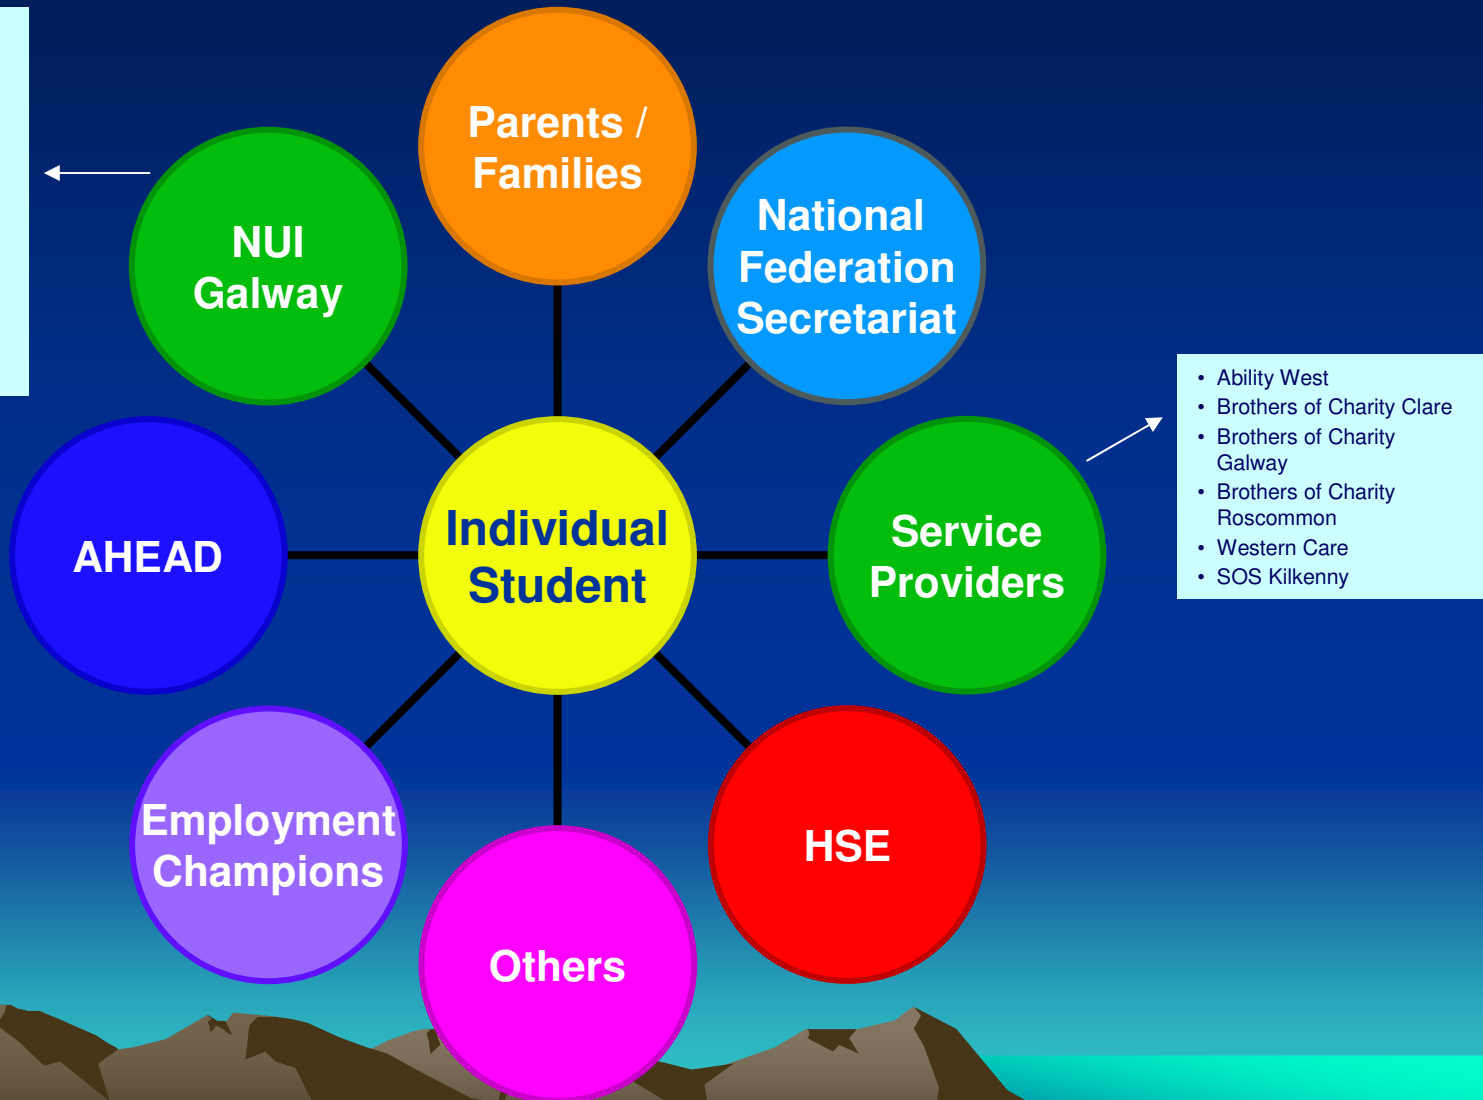 Parents /
Families
National
Federation
Secretariat
NUI
Galway
• Ability West
• Brothers of Charity Clare
• Brothers of Charity
Galway
• Brothers of Charity
Roscommon
• Western Care
• SOS Kilkenny
Individual
Student
Service
Providers
AHEAD
Employment
Champions
HSE
Others